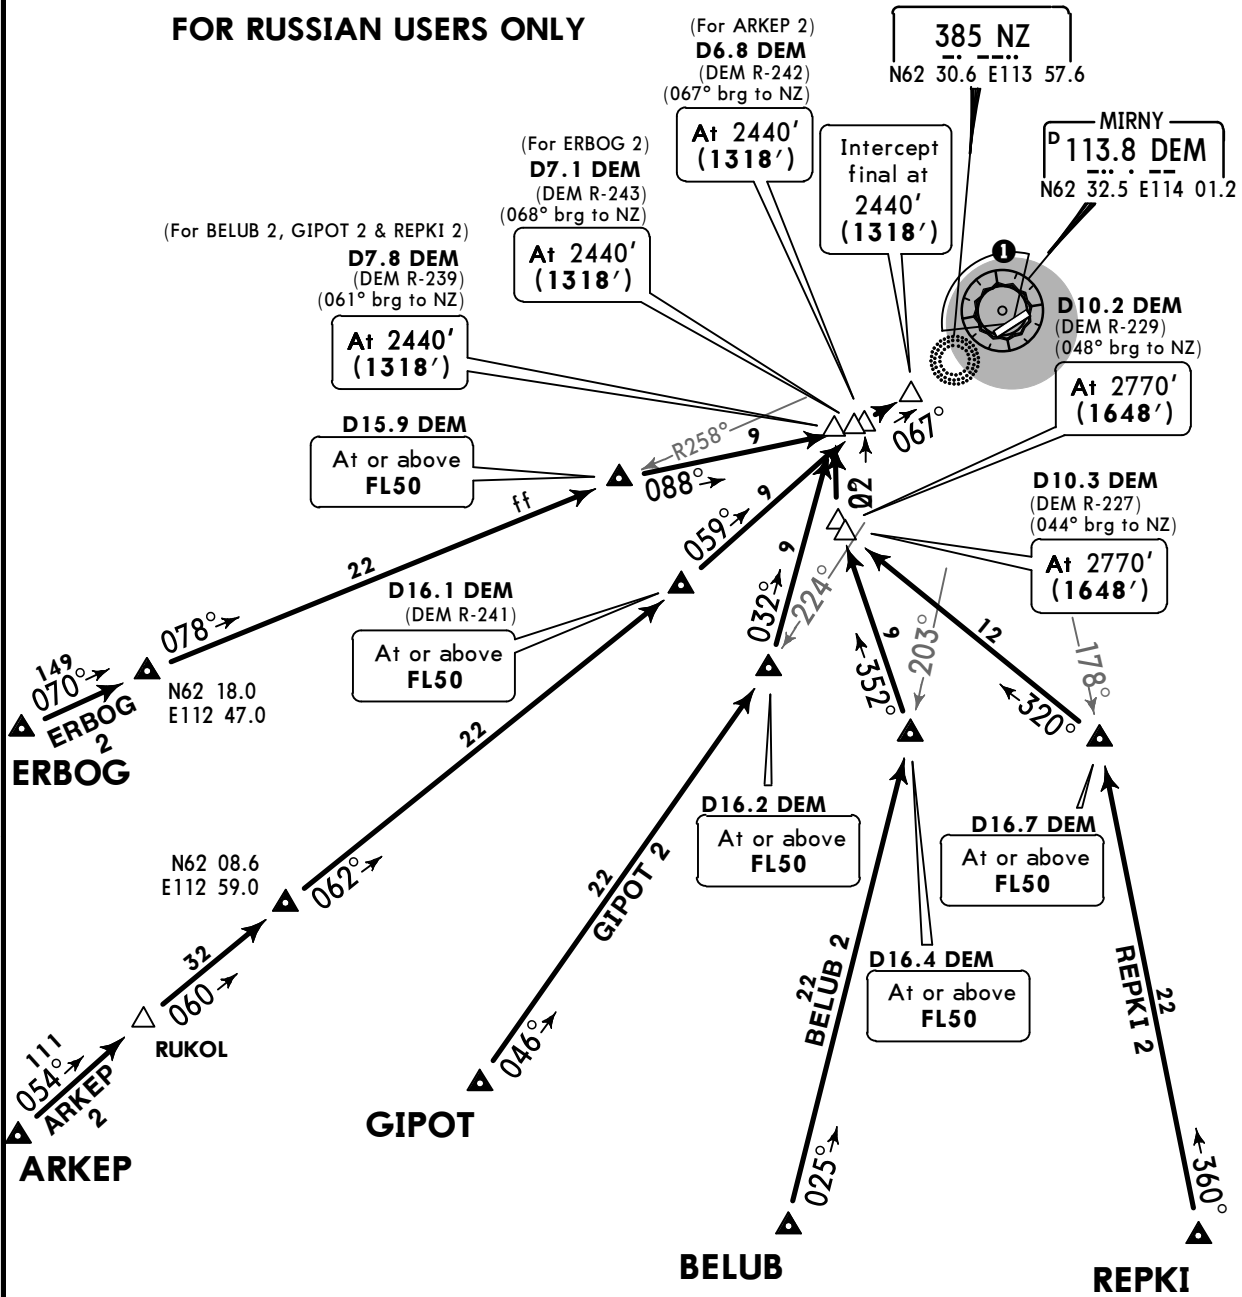 FOR RUSSIAN USERS ONLY
(For ARKEP 2)
D6.8 DEM
(DEM R-242)
(067° brg to NZ)
At 2440'
(1318')
385 NZ
N62 30.6 E113 57.6
MIRNY
D 113.8 DEM
N62 32.5 E114 01.2
Intercept
final at
2440'
(1318')
(For ERBOG 2)
D7.1 DEM
(DEM R-243)
(068° brg to NZ)
At 2440'
(1318')
(For BELUB 2, GIPOT 2 & REPKI 2)
D7.8 DEM
(DEM R-239)
(061° brg to NZ)
At 2440'
(1318')
1
D10.2 DEM
(DEM R-229)
(048° brg to NZ)
At 2770'
(1648')
D15.9 DEM
At or above
FL50
R258°
9
088°
067°
02
D10.3 DEM
(DEM R-227)
(044° brg to NZ)
At 2770'
(1648')
ff
22
059°
9
D16.1 DEM
(DEM R-241)
At or above
FL50
032°
9
224°
352°
9
203°
12
320°
178°
078°
149
070°
ERBOG
2
N62 18.0
E112 47.0
ERBOG
22
D16.2 DEM
At or above
FL50
D16.7 DEM
At or above
FL50
N62 08.6
E112 59.0
062°
22
GIPOT 2
32
060
RUKOL
D16.4 DEM
At or above
FL50
22
BELUB 2
22
REPKI 2
111
054°
ARKEP
2
ARKEP
046°
GIPOT
025°
BELUB
360°
REPKI